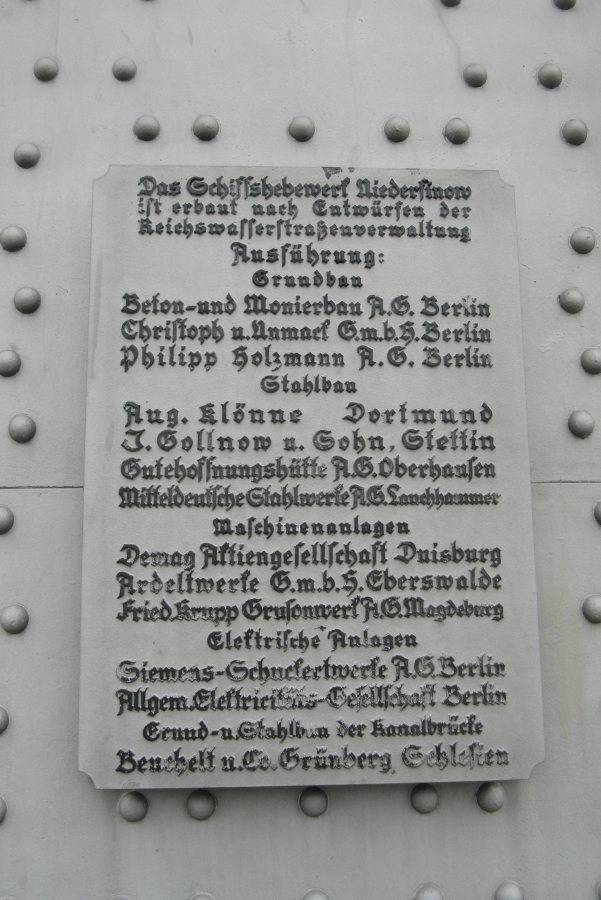 Das Schiffshebewerk Niederfinow
ist erbaut nach Entwürfen der
Reichswasserstraßenverwaltung
Ausführung:
Grundbau
Beton-und Monierbau A.G. Berlin
Christoph u. Unmack G.m.b.H. Berlin
Philipp Holzmann A.G. Berlin
Stahlbau
Aug. Klönne Dortmund
J. Gollnow u. Sohn, Stettin
Gutehoffnungshütte A.G. Oberhausen
Mitteldeutsche Stahlwerke A.G. Lauchhammer
Maschinenanlagen
Demag Aktiengesellschaft Duisburg
Ardeltwerke G.m.b.H. Eberswalde
Fried. Krupp Grusonwerk A.G. Magdeburg
Elektrische Anlagen
Siemens-Schuckertwerke A.G. Berlin
Allgem. Elektricitäts-Gesellschaft Berlin
Grund-u. Stahlbau der Kanalbrücke
Beuchelt u. Co. Grünberg Schlesien